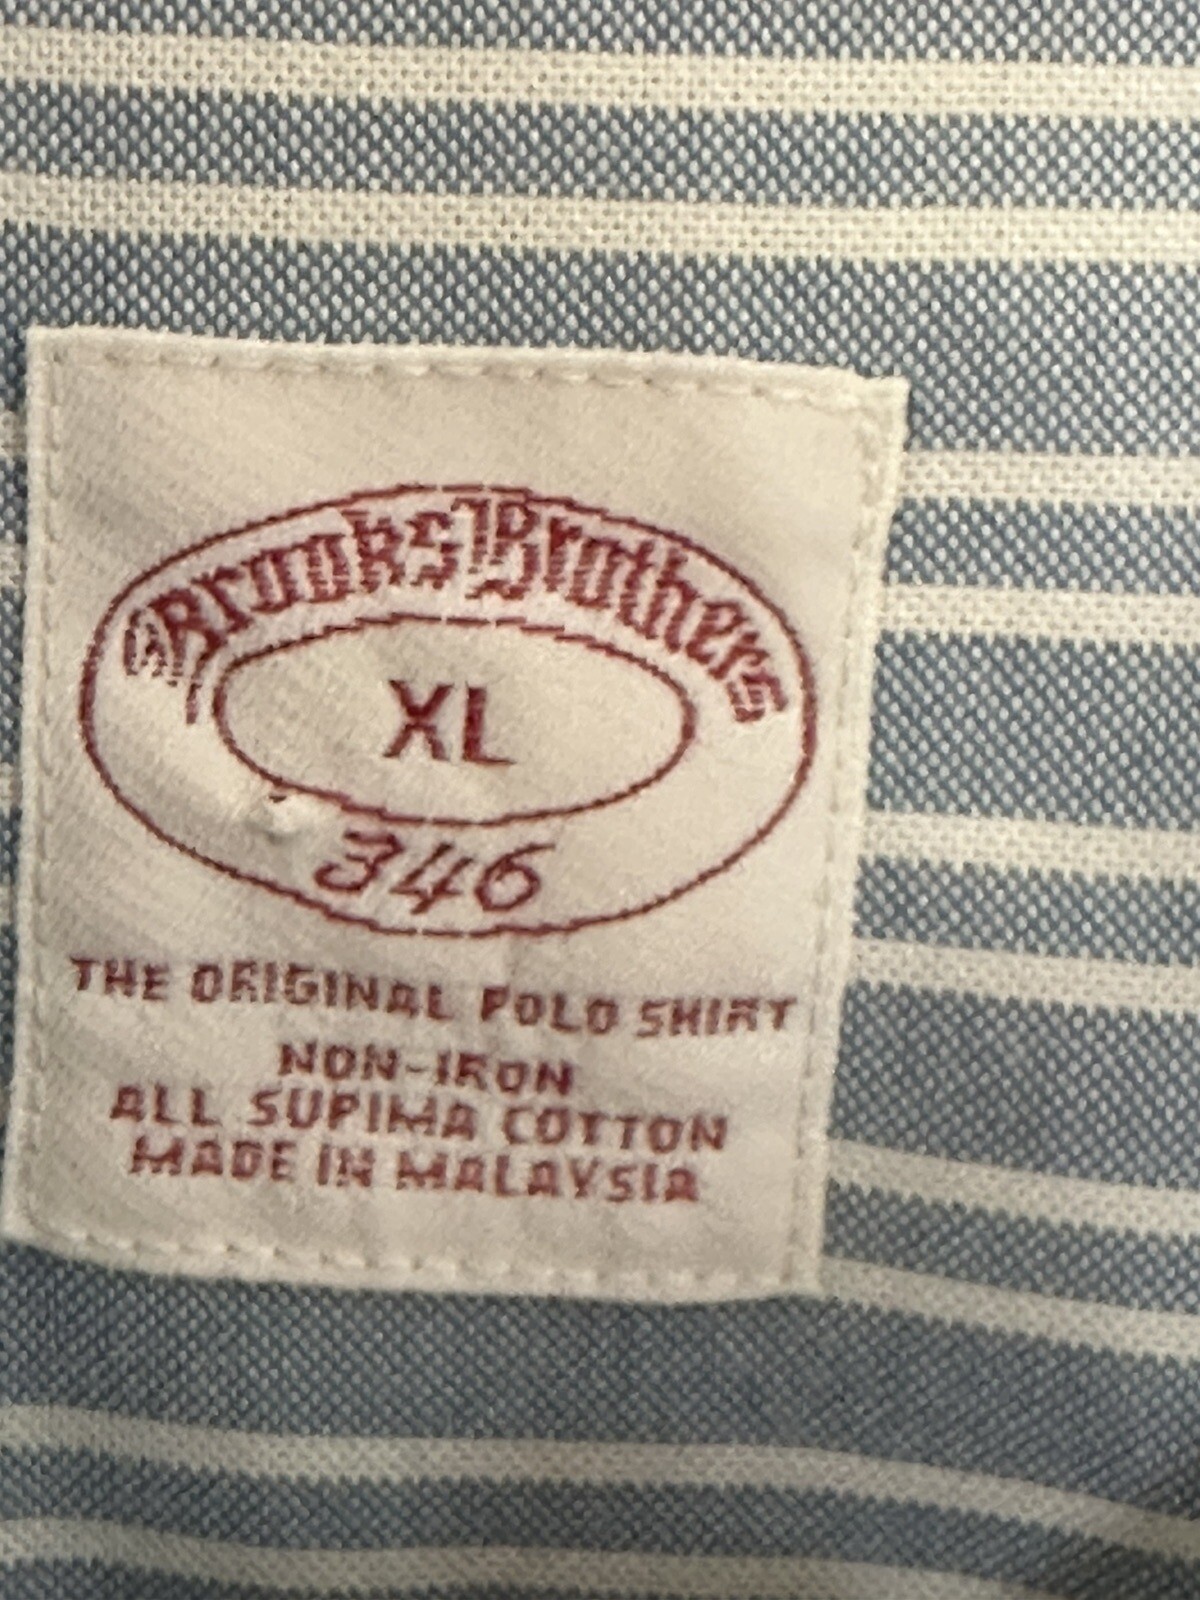 Brooks Brothers
XL
346
THE ORIGINAL POLO SHIRT
NON-IRON
ALL SUPIMA COTTON
MADE IN MALAYSIA